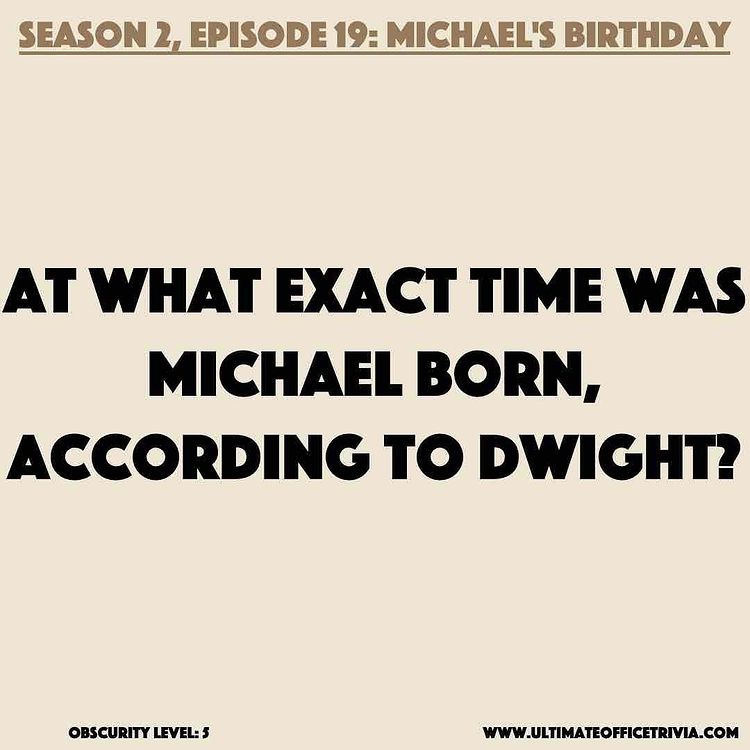 SEASON 2, EPISODE 19: MICHAEL'S BIRTHDAY
AT WHAT EXACT TIME WAS
MICHAEL BORN,
ACCORDING TO DWIGHT?
OBSCURITY LEVEL: 5
WWW.ULTIMATEOFFICETRIVIA.COM